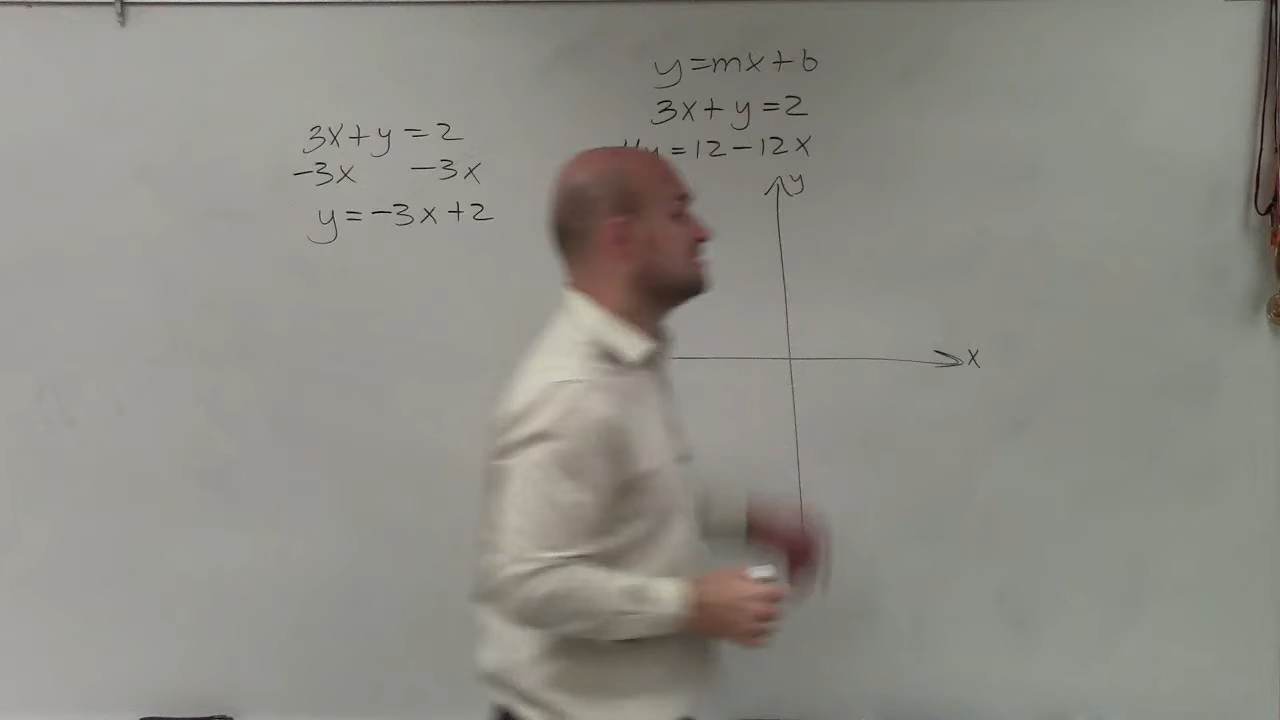 3x+y=2
-3x -3x
y=-3x+2
y=mx+b
3x+y=2
y=12-12x
y
x